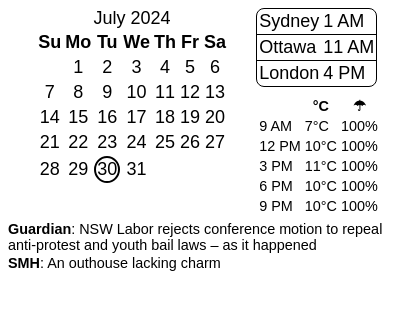 July 2024
Su Mo Tu We Th Fr Sa
1 2 3 4 5 6
7 8 9 10 11 12 13
14 15 16 17 18 19 20
21 22 23 24 25 26 27
28 29 30 31
Sydney 1 AM
Ottawa 11 AM
London 4 PM
°C ☂
9 AM 7°C 100%
12 PM 10°C 100%
3 PM 11°C 100%
6 PM 10°C 100%
9 PM 10°C 100%
Guardian: NSW Labor rejects conference motion to repeal
anti-protest and youth bail laws – as it happened
SMH: An outhouse lacking charm